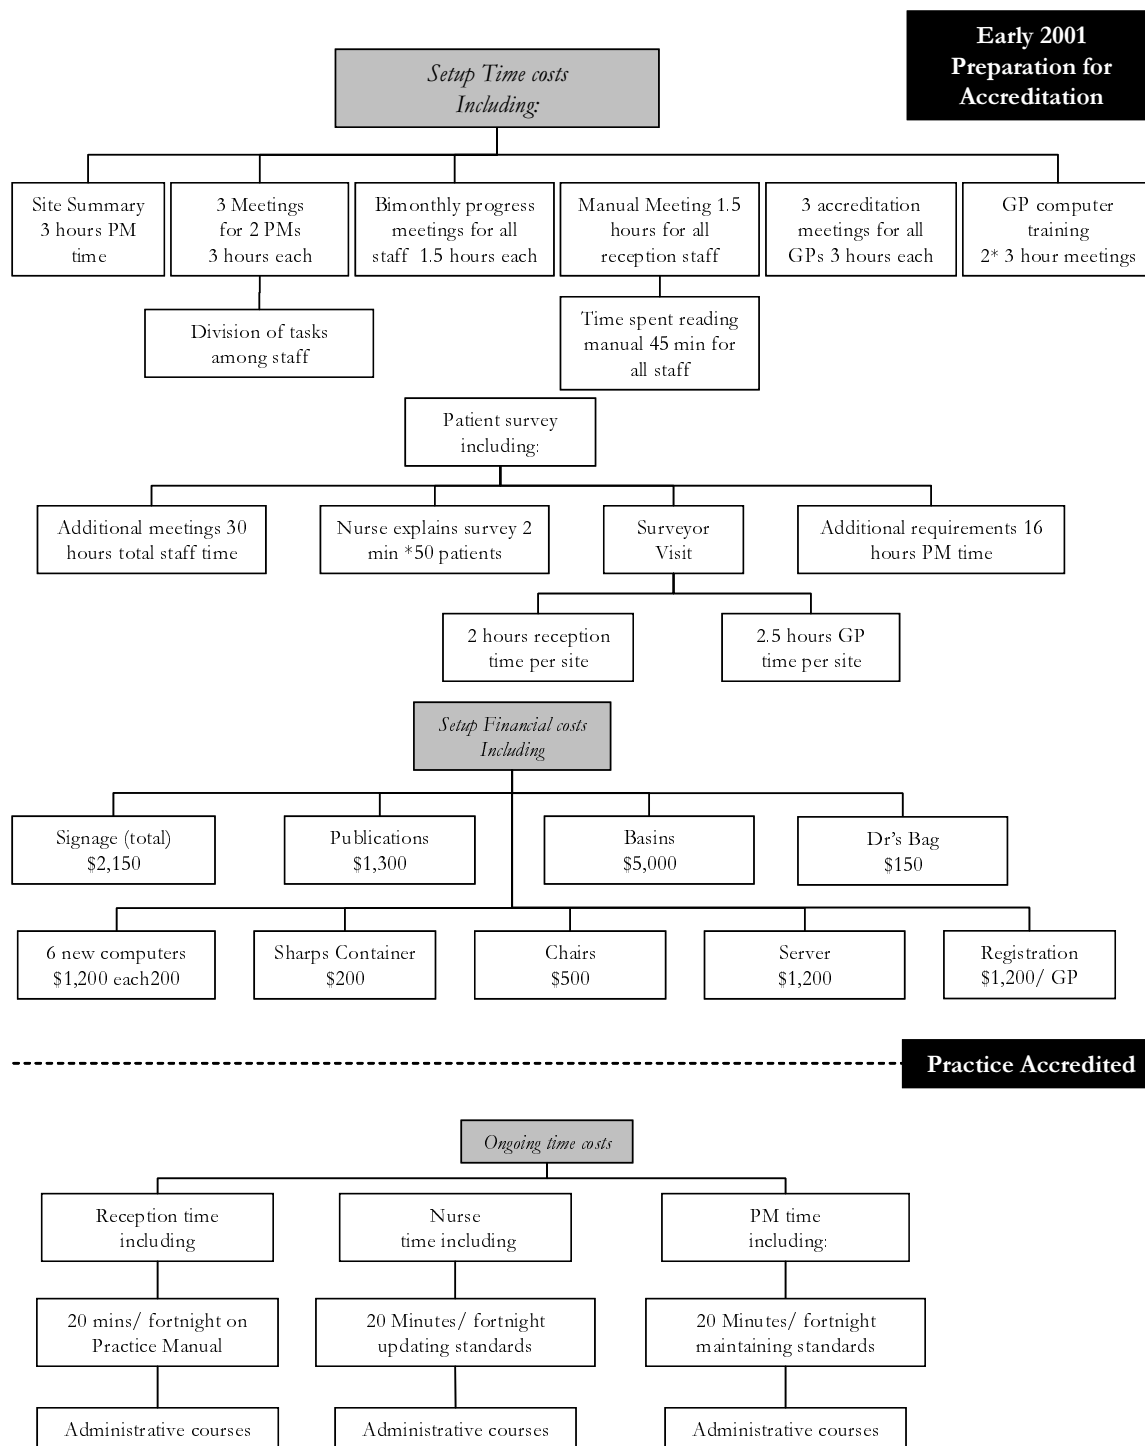 Early 2001
Preparation for
Accreditation
Setup Time costs
Including:
Site Summary
3 hours PM
time
3 Meetings
for 2 PMs
3 hours each
Bimonthly progress
meetings for all
staff 1.5 hours each
Manual Meeting 1.5
hours for all
reception staff
3 accreditation
meetings for all
GPs 3 hours each
GP computer
training
2* 3 hour meetings
Division of tasks
among staff
Time spent reading
manual 45 min for
all staff
Patient survey
including:
Additional meetings 30
hours total staff time
Nurse explains survey 2
min *50 patients
Surveyor
Visit
Additional requirements 16
hours PM time
2 hours reception
time per site
2.5 hours GP
time per site
Setup Financial costs
Including
Signage (total)
$2,150
Publications
$1,300
Basins
$5,000
Dr’s Bag
$150
6 new computers
$1,200 each200
Sharps Container
$200
Chairs
$500
Server
$1,200
Registration
$1,200/ GP
Practice Accredited
Ongoing time costs
Reception time
including
Nurse
time including
PM time
including:
20 mins/ fortnight on
Practice Manual
20 Minutes/ fortnight
updating standards
20 Minutes/ fortnight
maintaining standards
Administrative courses
Administrative courses
Administrative courses